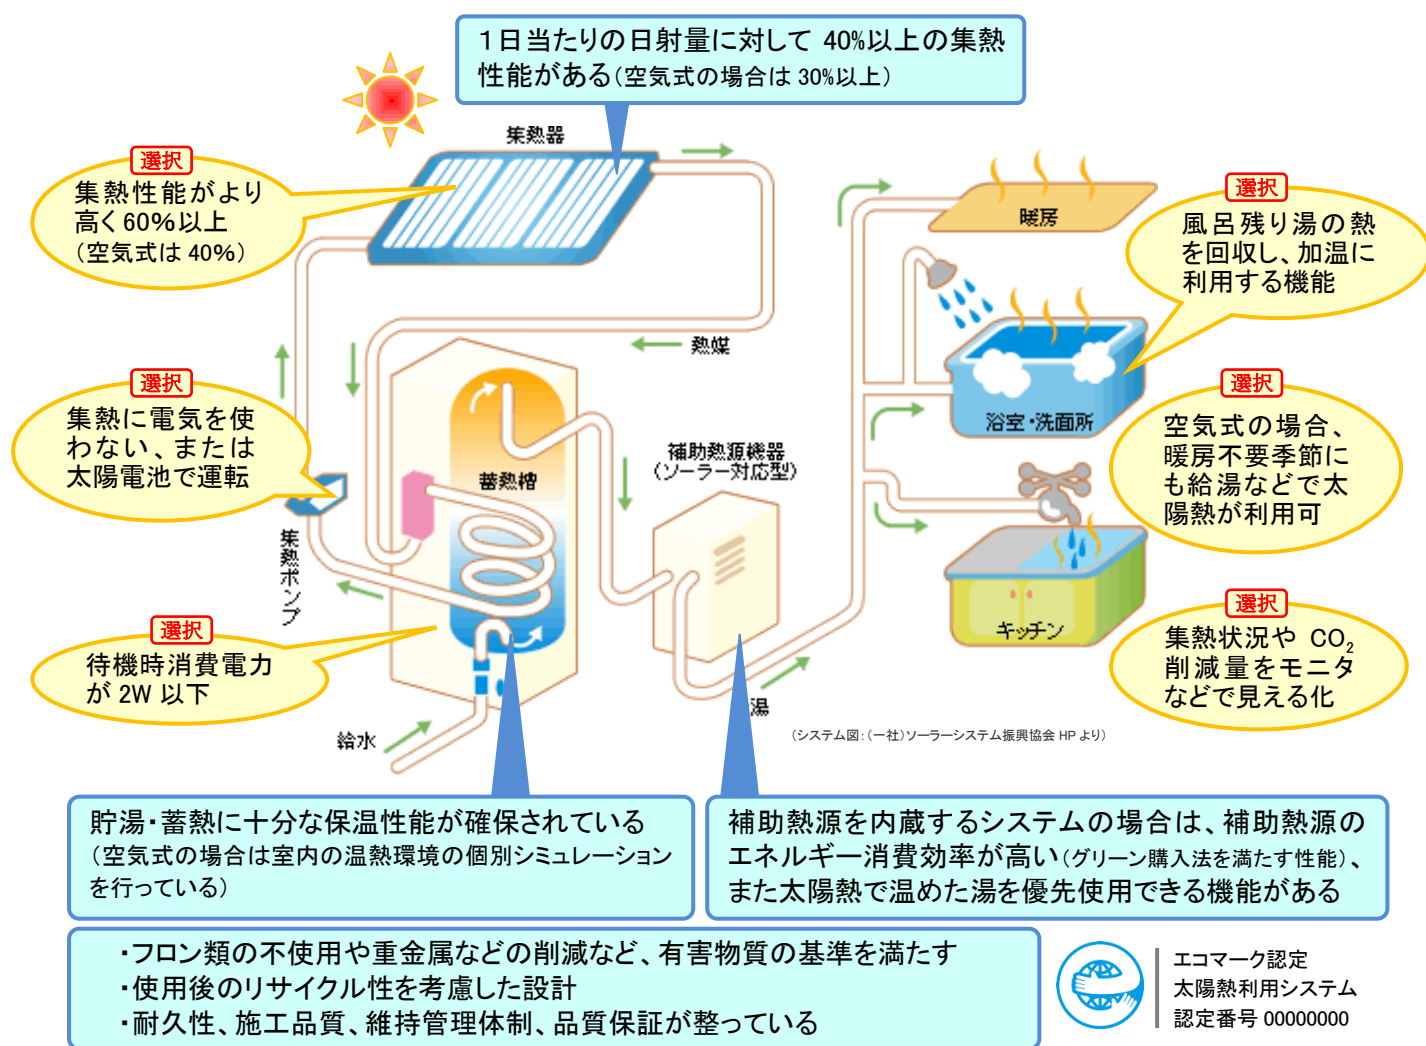 1日当たりの日射量に対して 40%以上の集熱
性能がある(空気式の場合は 30%以上)
集熱器
選択
集熱性能がより
高く60%以上
(空気式は 40%)
選択
集熱に電気を使
わない、または
太陽電池で運転
集熱ポンプ
選択
待機時消費電力
が 2W 以下
給水
熱媒
蓄熱槽
補助熱源機器
(ソーラー対応型)
湯
暖房
浴室・洗面所
キッチン
選択
風呂残り湯の熱
を回収し、加温に
利用する機能
選択
空気式の場合、
暖房不要季節に
も給湯などで太
陽熱が利用可
選択
集熱状況や CO₂
削減量をモニタ
などで見える化
(システム図:(一社)ソーラーシステム振興協会 HP より)
貯湯・蓄熱に十分な保温性能が確保されている
(空気式の場合は室内の温熱環境の個別シミュレーション
を行っている)
補助熱源を内蔵するシステムの場合は、補助熱源の
エネルギー消費効率が高い(グリーン購入法を満たす性能)、
また太陽熱で温めた湯を優先使用できる機能がある
・フロン類の不使用や重金属などの削減など、有害物質の基準を満たす
・使用後のリサイクル性を考慮した設計
・耐久性、施工品質、維持管理体制、品質保証が整っている
エコマーク認定
太陽熱利用システム
認定番号 00000000